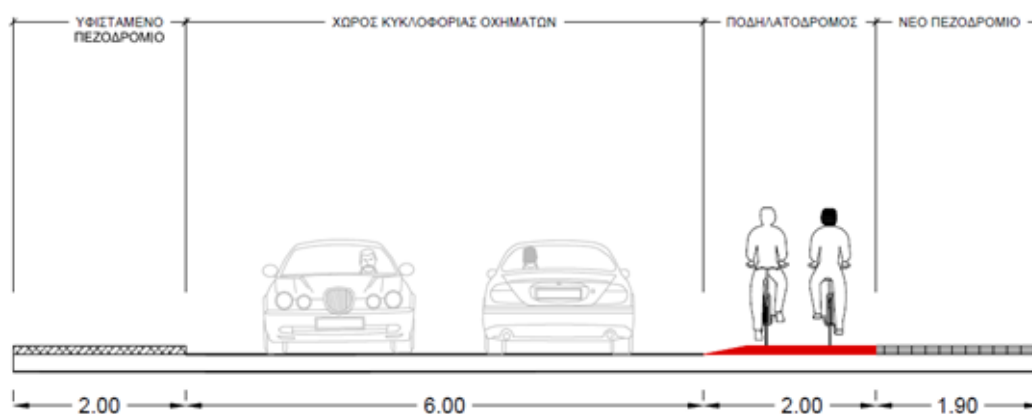 ΥΦΙΣΤΑΜΕΝΟ ΠΕΖΟΔΡΟΜΙΟ
ΧΩΡΟΣ ΚΥΚΛΟΦΟΡΙΑΣ ΟΧΗΜΑΤΩΝ
ΠΟΔΗΛΑΤΟΔΡΟΜΟΣ
ΝΕΟ ΠΕΖΟΔΡΟΜΙΟ
2.00
6.00
2.00
1.90